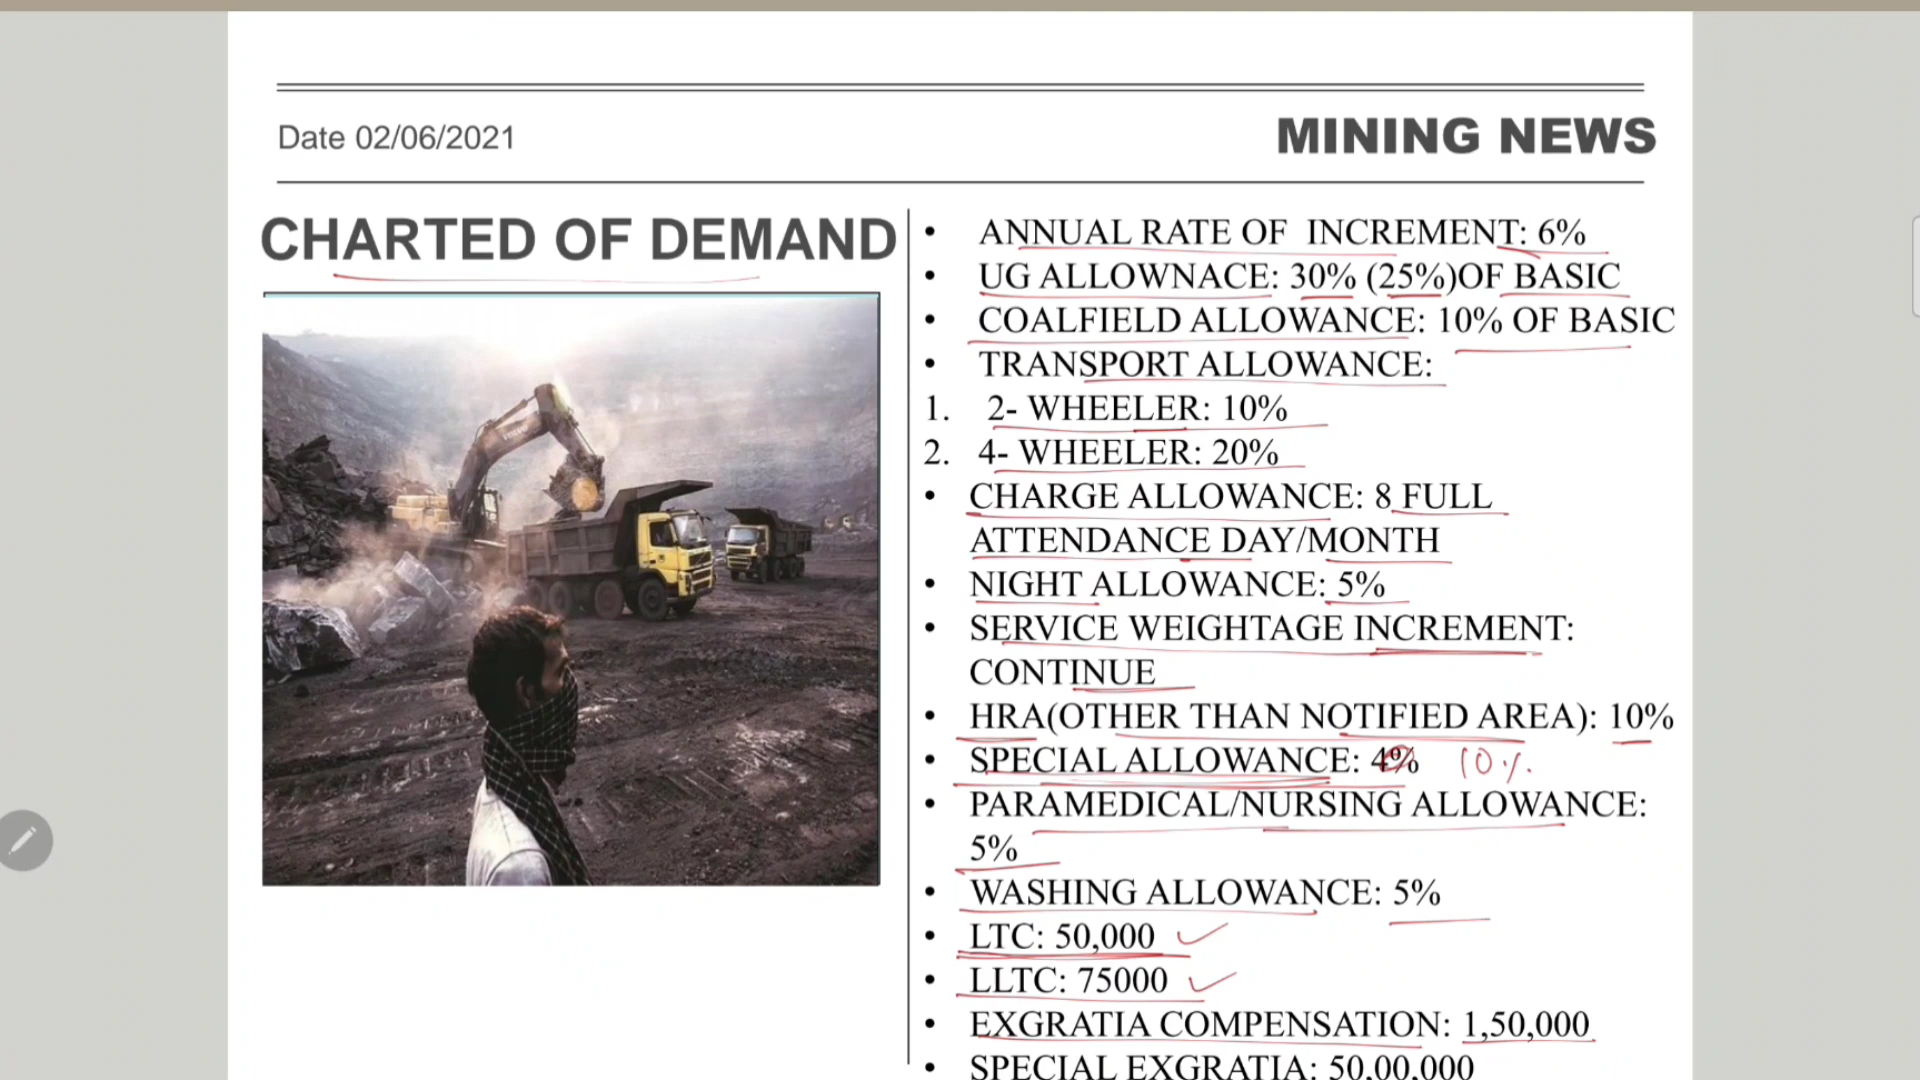 Date 02/06/2021
MINING NEWS
CHARTED OF DEMAND
• ANNUAL RATE OF INCREMENT: 6%
• UG ALLOWNACE: 30% (25%)OF BASIC
• COALFIELD ALLOWANCE: 10% OF BASIC
• TRANSPORT ALLOWANCE:
1. 2- WHEELER: 10%
2. 4- WHEELER: 20%
• CHARGE ALLOWANCE: 8 FULL
ATTENDANCE DAY/MONTH
• NIGHT ALLOWANCE: 5%
• SERVICE WEIGHTAGE INCREMENT:
CONTINUE
• HRA(OTHER THAN NOTIFIED AREA): 10%
• SPECIAL ALLOWANCE: 4% 10%
• PARAMEDICAL/NURSING ALLOWANCE:
5%
• WASHING ALLOWANCE: 5%
• LTC: 50,000
• LLTC: 75000
• EXGRATIA COMPENSATION: 1,50,000
• SPECIAL EXGRATIA: 50,00,000